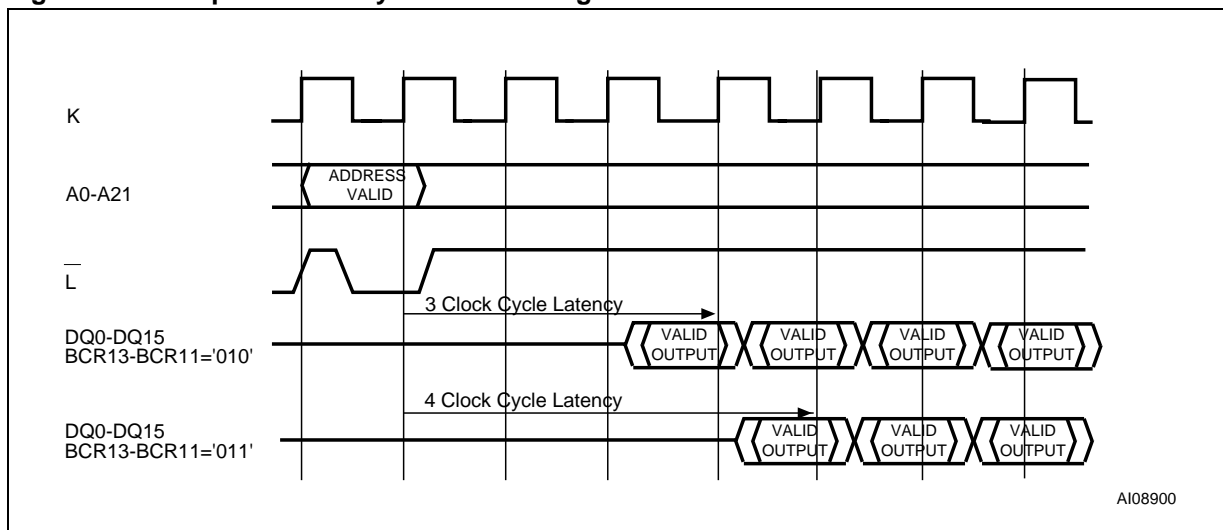 K
ADDRESS
VALID
A0-A21
L
3 Clock Cycle Latency
DQ0-DQ15
BCR13-BCR11='010'
VALID
OUTPUT
VALID
OUTPUT
VALID
OUTPUT
VALID
OUTPUT
4 Clock Cycle Latency
DQ0-DQ15
BCR13-BCR11='011'
VALID
OUTPUT
VALID
OUTPUT
VALID
OUTPUT
AI08900